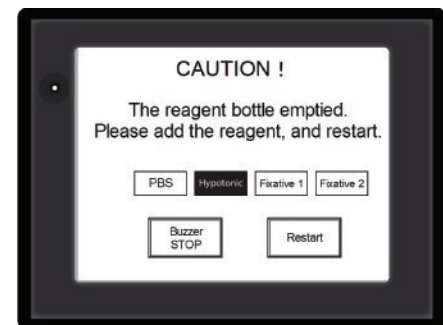 CAUTION !
The reagent bottle emptied.
Please add the reagent, and restart.
PBS Hypotonic Fixative 1 Fixative 2
Buzzer
STOP
Restart